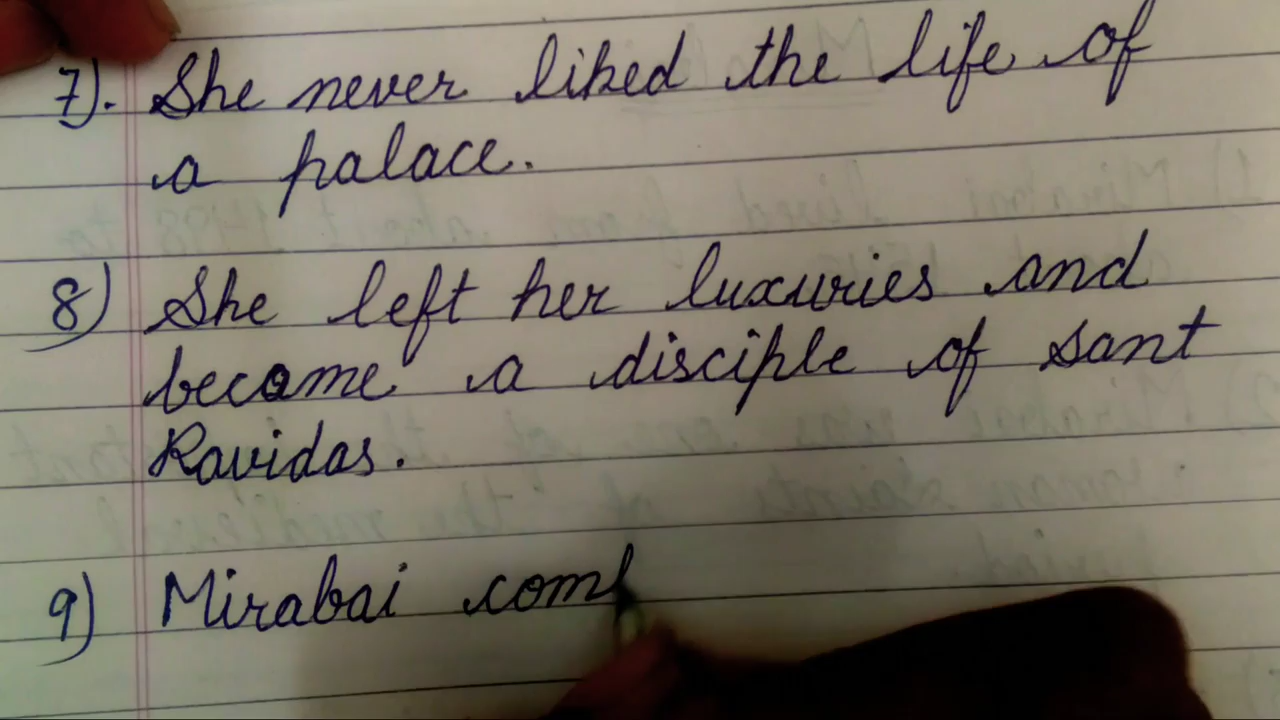 7). She never liked the life of
a palace.
8) She left her luxuries and
became a disciple of sant
Ravidas.
9) Mirabai com